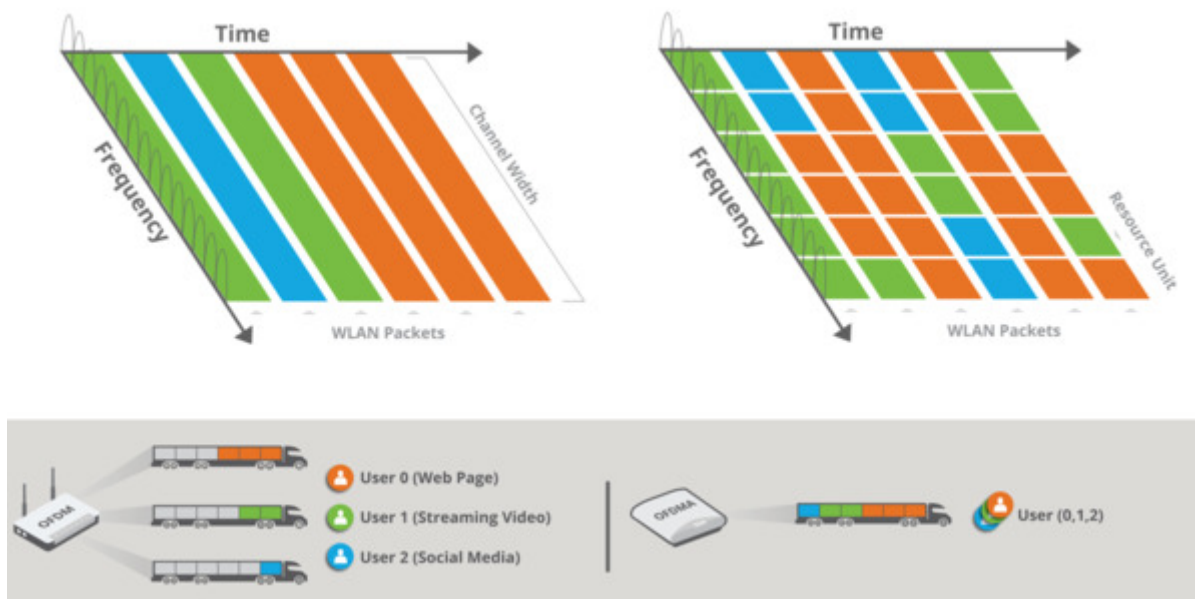 Time
Frequency
Channel Width
WLAN Packets
Time
Frequency
Resource Unit
WLAN Packets
OFDM
User 0 (Web Page)
User 1 (Streaming Video)
User 2 (Social Media)
OFDMA
User (0,1,2)